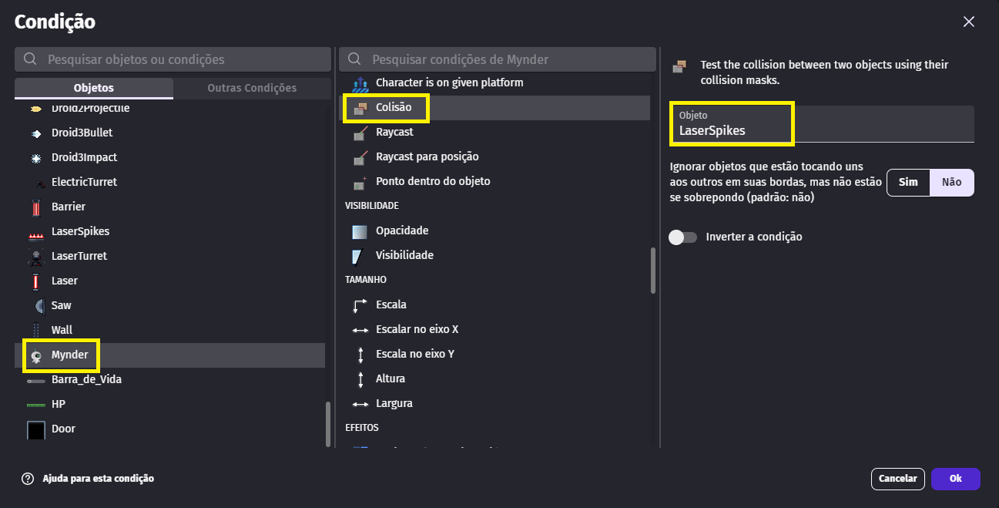 Condição
Pesquisar objetos ou condições
Objetos
Outras Condições
Droid2Projectile
Droid3Bullet
Droid3Impact
ElectricTurret
Barrier
LaserSpikes
LaserTurret
Laser
Saw
Wall
Mynder
Barra_de_Vida
HP
Door
Pesquisar condições de Mynder
Character is on given platform
Colisão
Raycast
Raycast para posição
Ponto dentro do objeto
VISIBILIDADE
Opacidade
Visibilidade
TAMANHO
Escala
Escalar no eixo X
Escala no eixo Y
Altura
Largura
EFEITOS
Test the collision between two objects using their
collision masks.
Objeto
LaserSpikes
Ignorar objetos que estão tocando uns
aos outros em suas bordas, mas não estão
se sobrepondo (padrão: não)
Sim
Não
Inverter a condição
Ajuda para esta condição
Cancelar
Ok